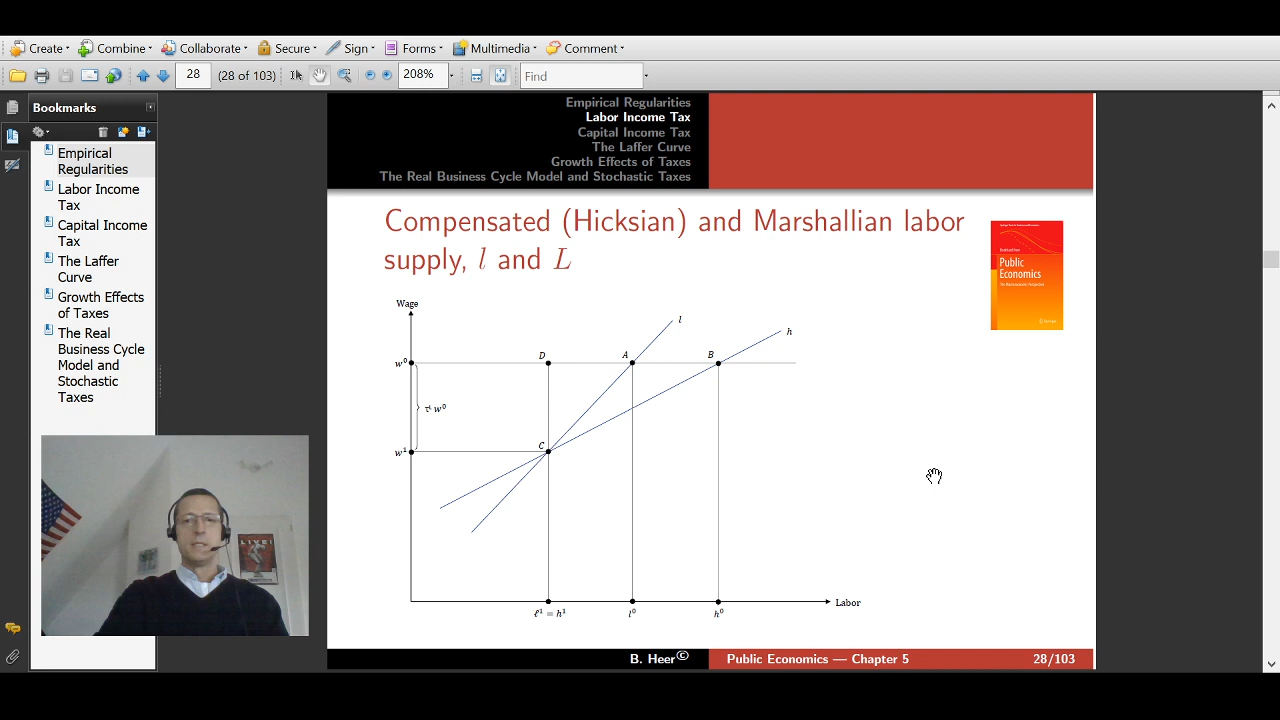 Create Combine Collaborate Secure Sign Forms Multimedia Comment
28 (28 of 103) 208% Find
Bookmarks
Empirical
Regularities
Labor Income
Tax
Capital Income
Tax
The Laffer
Curve
Growth Effects
of Taxes
The Real
Business Cycle
Model and
Stochastic
Taxes
Empirical Regularities
Labor Income Tax
Capital Income Tax
The Laffer Curve
Growth Effects of Taxes
The Real Business Cycle Model and Stochastic Taxes
Compensated (Hicksian) and Marshallian labor
supply, l and L
Public
Economics
Wage
l
h
w⁰
D
A
B
τᴸw⁰
C
w¹
Labor
ℓ¹ = h¹
l⁰
h⁰
LIVE!
B. Heer©
Public Economics — Chapter 5
28/103